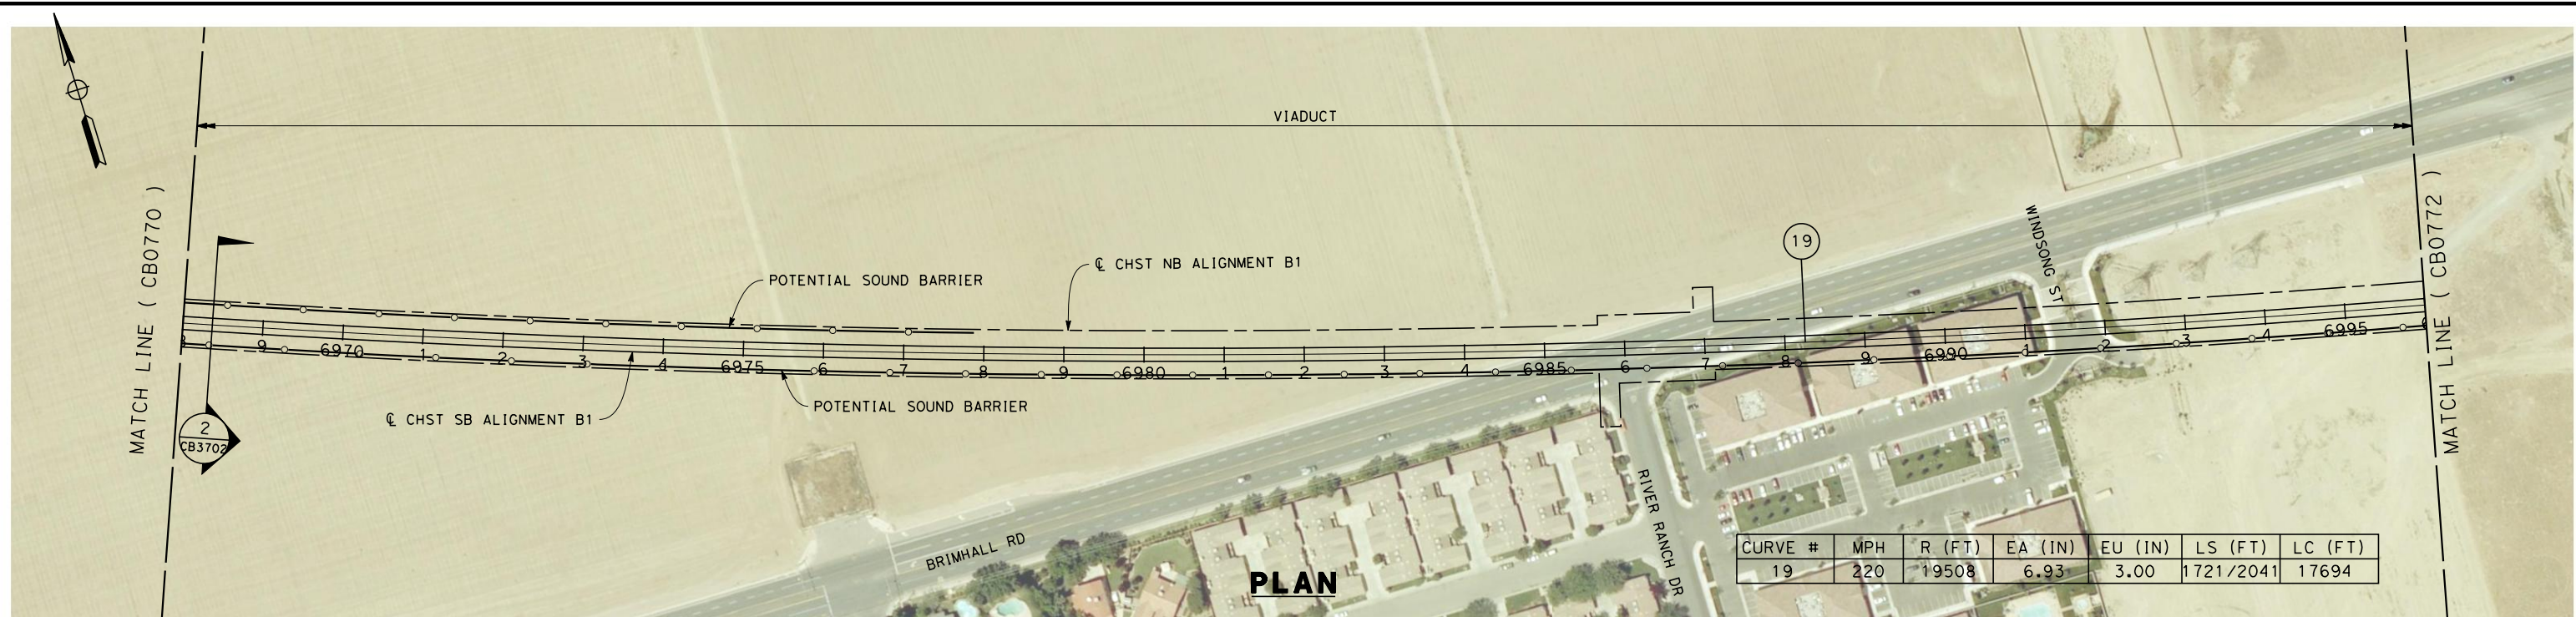 VIADUCT
MATCH LINE ( CB0770 )
MATCH LINE ( CB0772 )
WINDSONG ST
19
℄ CHST NB ALIGNMENT B1
POTENTIAL SOUND BARRIER
9 6970 1 2 3 4 6975 6 7 8 9 6980 1 2 3 4 6985 6 7 8 9 6990 1 2 3 4 6995
POTENTIAL SOUND BARRIER
℄ CHST SB ALIGNMENT B1
2
CB3702
RIVER RANCH DR
BRIMHALL RD
PLAN
CURVE # MPH R (FT) EA (IN) EU (IN) LS (FT) LC (FT)
19 220 19508 6.93 3.00 1721/2041 17694